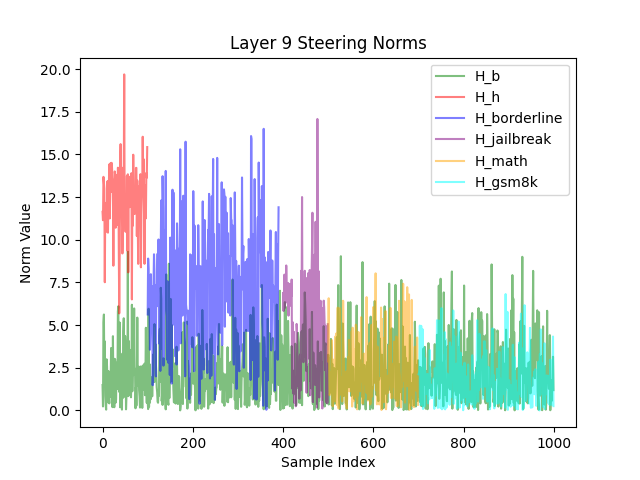 Layer 9 Steering Norms
20.0
17.5
15.0
12.5
10.0
7.5
5.0
2.5
0.0
Norm Value
H_b
H_h
H_borderline
H_jailbreak
H_math
H_gsm8k
0 200 400 600 800 1000
Sample Index